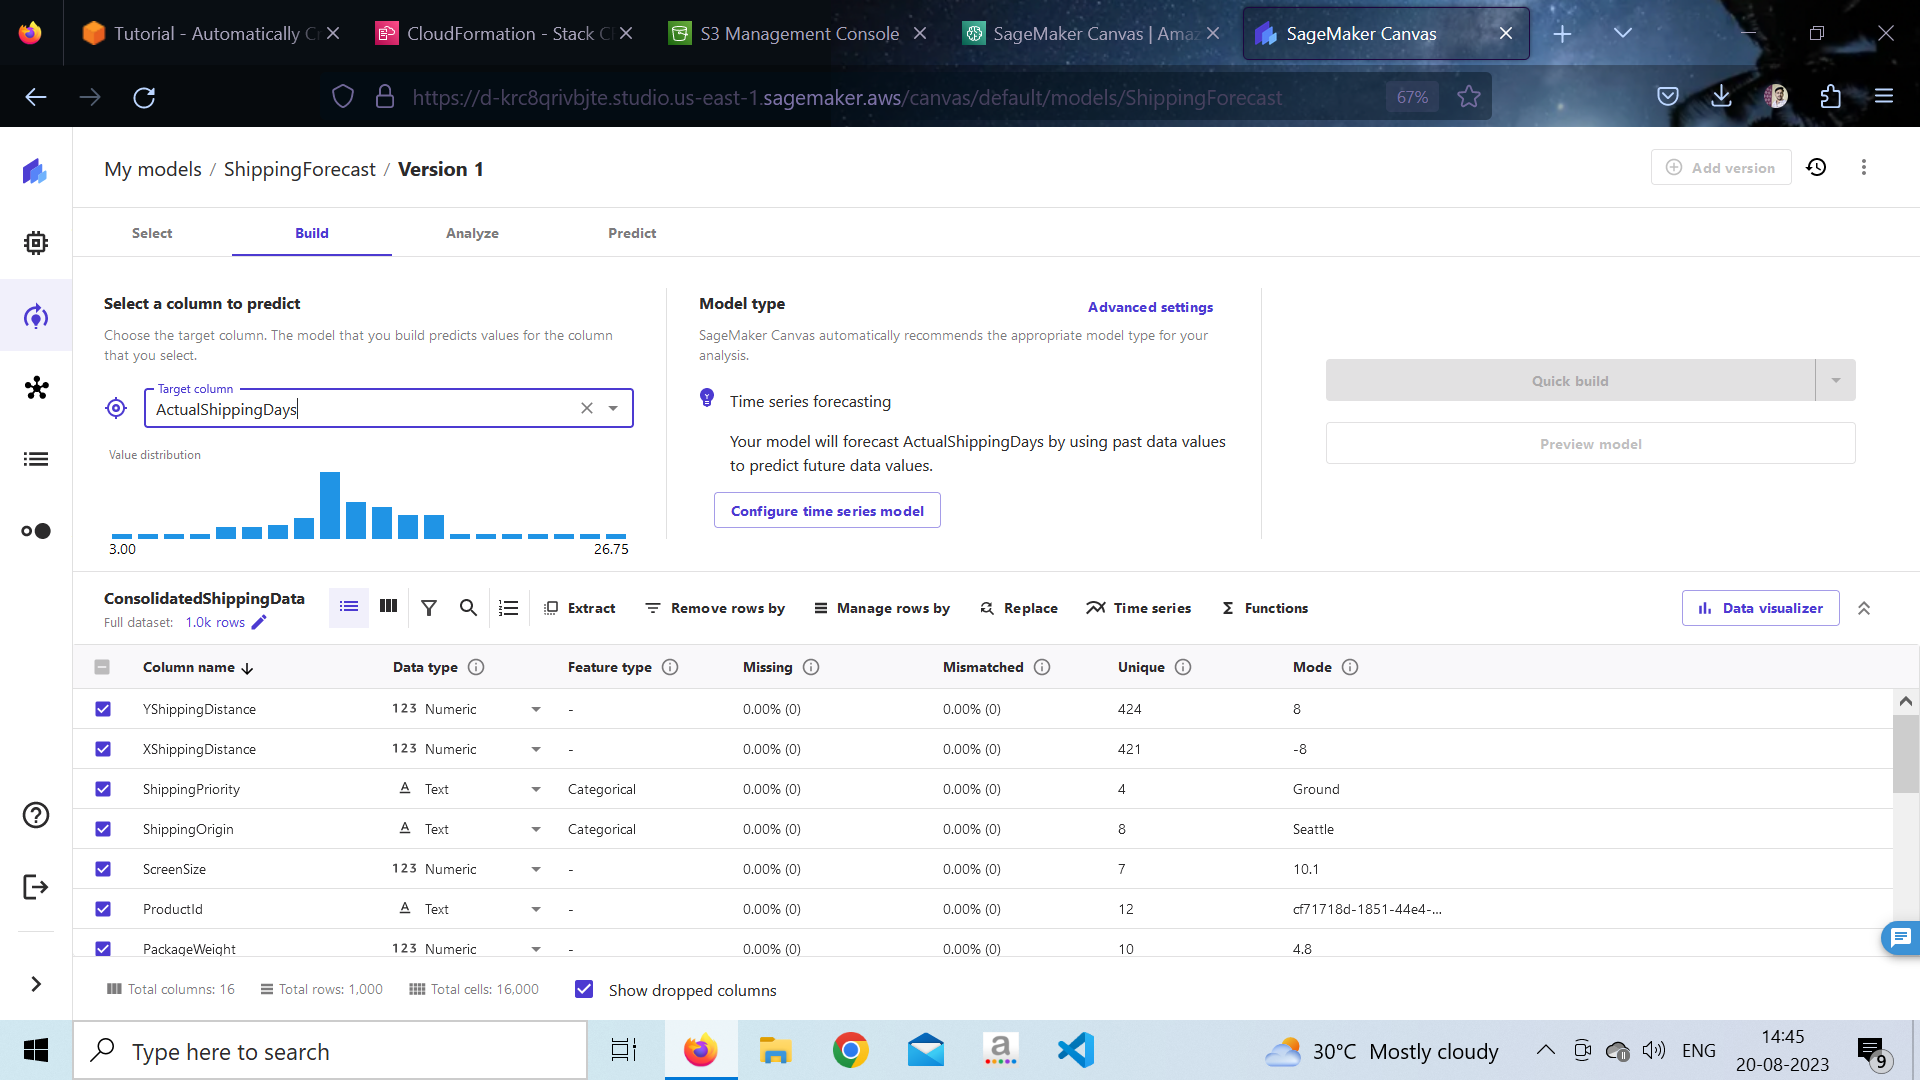 Tutorial - Automatically Cr
CloudFormation - Stack C
S3 Management Console
SageMaker Canvas | Amaz
SageMaker Canvas
https://d-krc8qrivbjte.studio.us-east-1.sagemaker.aws/canvas/default/models/ShippingForecast
67%
My models / ShippingForecast / Version 1
Add version
Select
Build
Analyze
Predict
Select a column to predict
Choose the target column. The model that you build predicts values for the column
that you select.
Target column
ActualShippingDays
Value distribution
3.00
26.75
Model type
Advanced settings
SageMaker Canvas automatically recommends the appropriate model type for your
analysis.
Time series forecasting
Your model will forecast ActualShippingDays by using past data values
to predict future data values.
Configure time series model
Quick build
Preview model
ConsolidatedShippingData
Full dataset: 1.0k rows
Extract
Remove rows by
Manage rows by
Replace
Time series
Functions
Data visualizer
Column name Data type Feature type Missing Mismatched Unique Mode
YShippingDistance 123 Numeric - 0.00% (0) 0.00% (0) 424 8
XShippingDistance 123 Numeric - 0.00% (0) 0.00% (0) 421 -8
ShippingPriority A Text Categorical 0.00% (0) 0.00% (0) 4 Ground
ShippingOrigin A Text Categorical 0.00% (0) 0.00% (0) 8 Seattle
ScreenSize 123 Numeric - 0.00% (0) 0.00% (0) 7 10.1
ProductId A Text - 0.00% (0) 0.00% (0) 12 cf71718d-1851-44e4-...
PackageWeight 123 Numeric - 0.00% (0) 0.00% (0) 10 4.8
Total columns: 16
Total rows: 1,000
Total cells: 16,000
Show dropped columns
Type here to search
30°C Mostly cloudy
ENG
14:45
20-08-2023
9